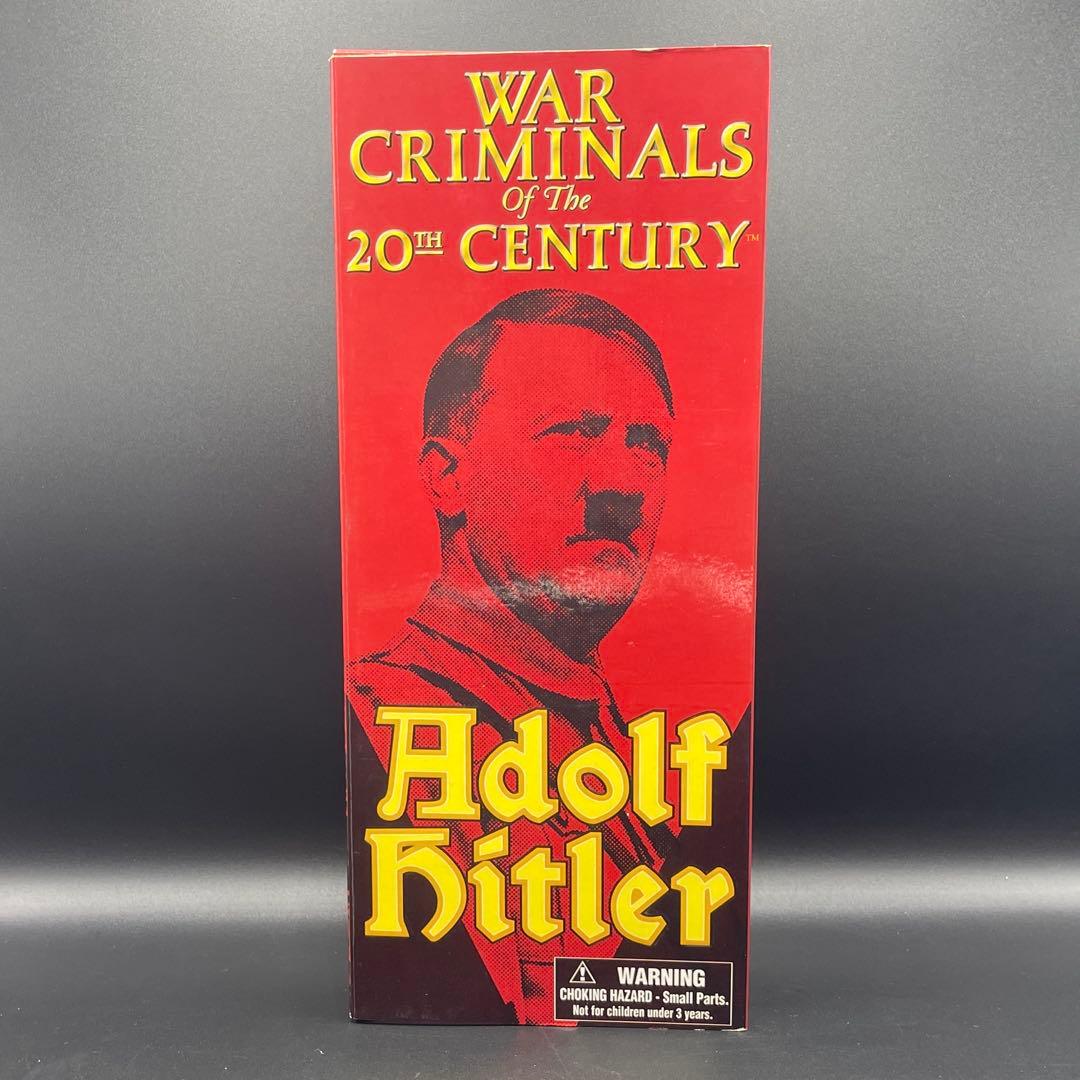 WAR
CRIMINALS
Of The
20TH CENTURY™
Adolf
Hitler
WARNING
CHOKING HAZARD - Small Parts.
Not for children under 3 years.